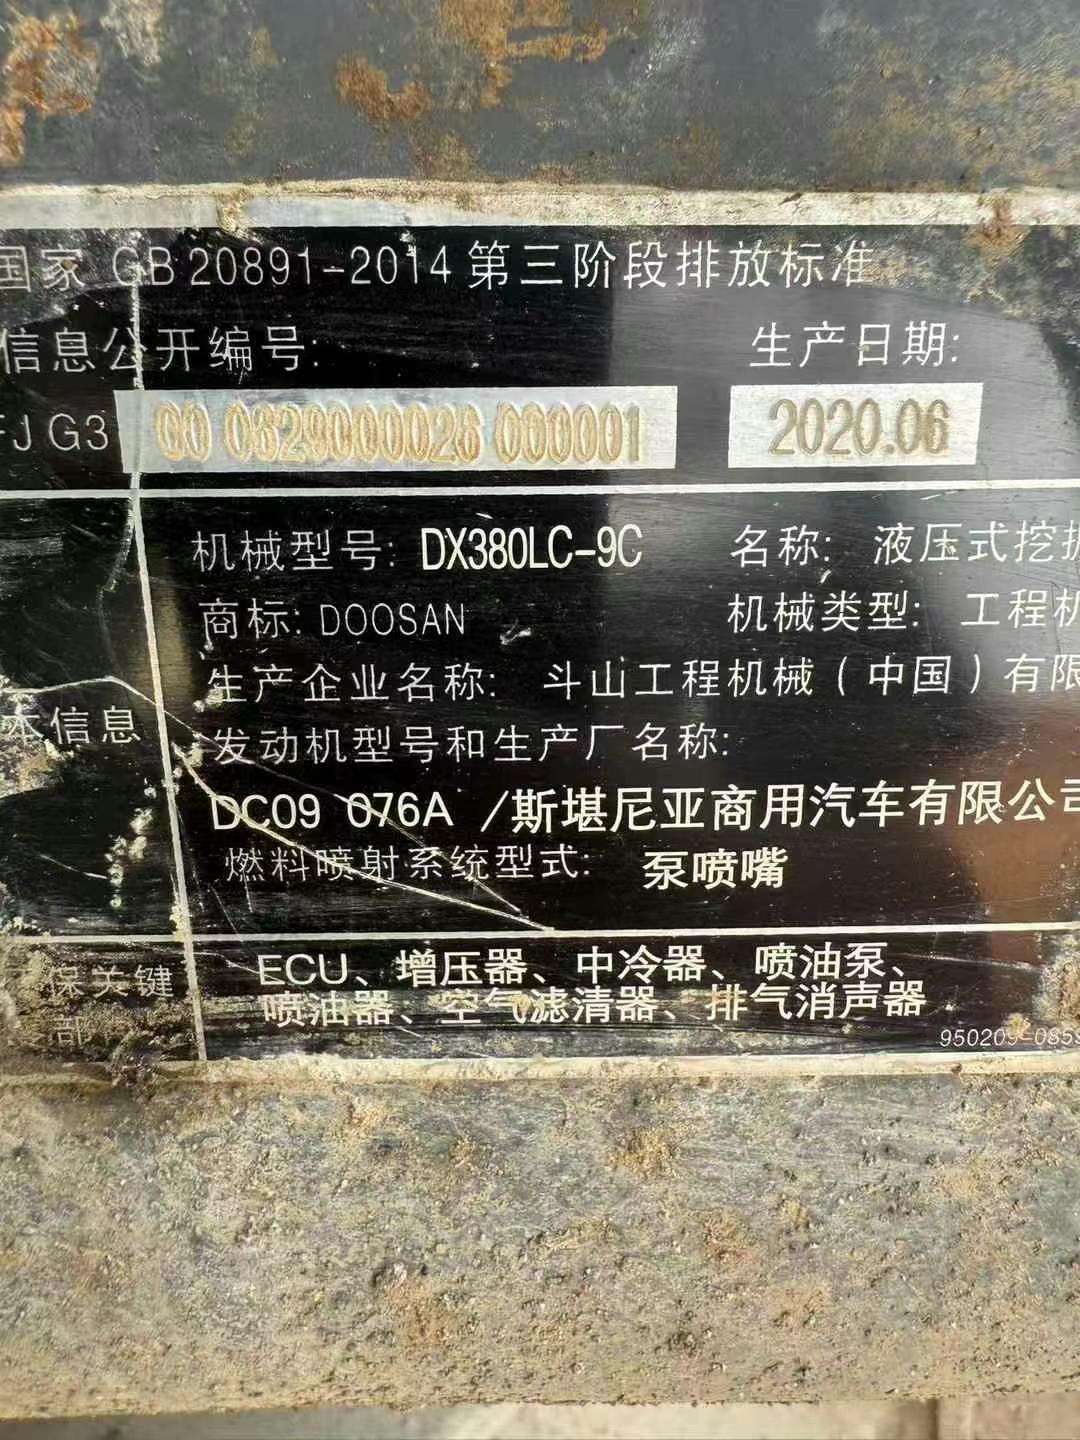 国家 GB 20891-2014 第三阶段排放标准
信息公开编号:
生产日期:
FJ G3 00 0329000026 000001
2020.06
机械型号: DX380LC-9C 名称: 液压式挖掘
商标: DOOSAN 机械类型: 工程机
生产企业名称: 斗山工程机械（中国）有限
本信息
发动机型号和生产厂名称:
DC09 076A /斯堪尼亚商用汽车有限公司
燃料喷射系统型式: 泵喷嘴
保关键
部
ECU、增压器、中冷器、喷油泵、
喷油器、空气滤清器、排气消声器
950209-0859